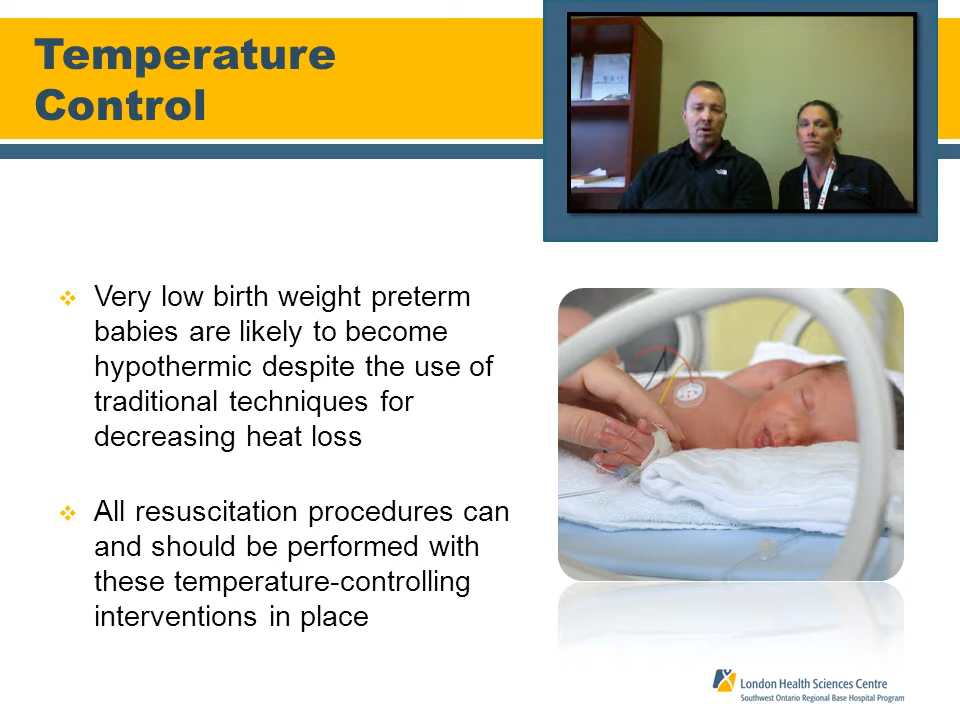 Temperature
Control
Very low birth weight preterm
babies are likely to become
hypothermic despite the use of
traditional techniques for
decreasing heat loss
All resuscitation procedures can
and should be performed with
these temperature-controlling
interventions in place
London Health Sciences Centre
Southwest Ontario Regional Base Hospital Program